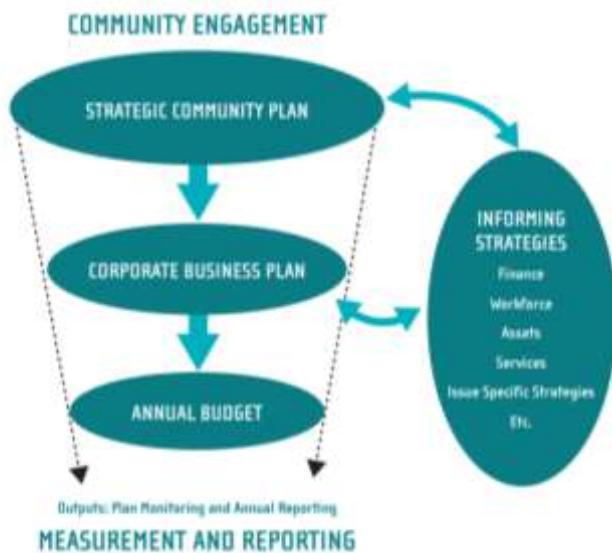 COMMUNITY ENGAGEMENT
STRATEGIC COMMUNITY PLAN
CORPORATE BUSINESS PLAN
ANNUAL BUDGET
INFORMING
STRATEGIES
Finance
Workforce
Assets
Services
Issue Specific Strategies
Etc.
Outputs: Plan Monitoring and Annual Reporting
MEASUREMENT AND REPORTING